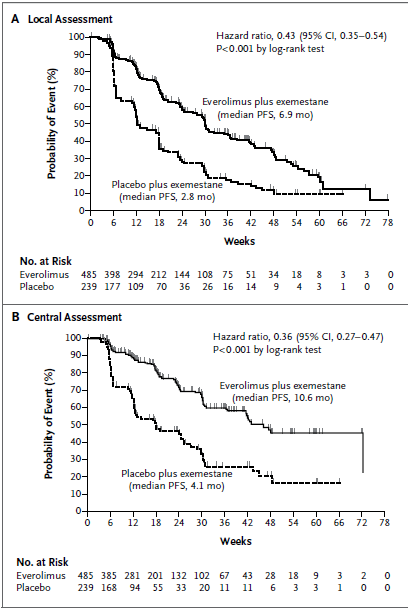 A Local Assessment
Hazard ratio, 0.43 (95% CI, 0.35–0.54)
P<0.001 by log-rank test
Probability of Event (%)
100
90
80
70
60
50
40
30
20
10
0
Everolimus plus exemestane
(median PFS, 6.9 mo)
Placebo plus exemestane
(median PFS, 2.8 mo)
0 6 12 18 24 30 36 42 48 54 60 66 72 78
Weeks
No. at Risk
Everolimus 485 398 294 212 144 108 75 51 34 18 8 3 3 0
Placebo 239 177 109 70 36 26 16 14 9 4 3 1 0 0
B Central Assessment
Hazard ratio, 0.36 (95% CI, 0.27–0.47)
P<0.001 by log-rank test
Probability of Event (%)
100
90
80
70
60
50
40
30
20
10
0
Everolimus plus exemestane
(median PFS, 10.6 mo)
Placebo plus exemestane
(median PFS, 4.1 mo)
0 6 12 18 24 30 36 42 48 54 60 66 72 78
Weeks
No. at Risk
Everolimus 485 385 281 201 132 102 67 43 28 18 9 3 2 0
Placebo 239 168 94 55 33 20 11 11 6 3 3 1 0 0